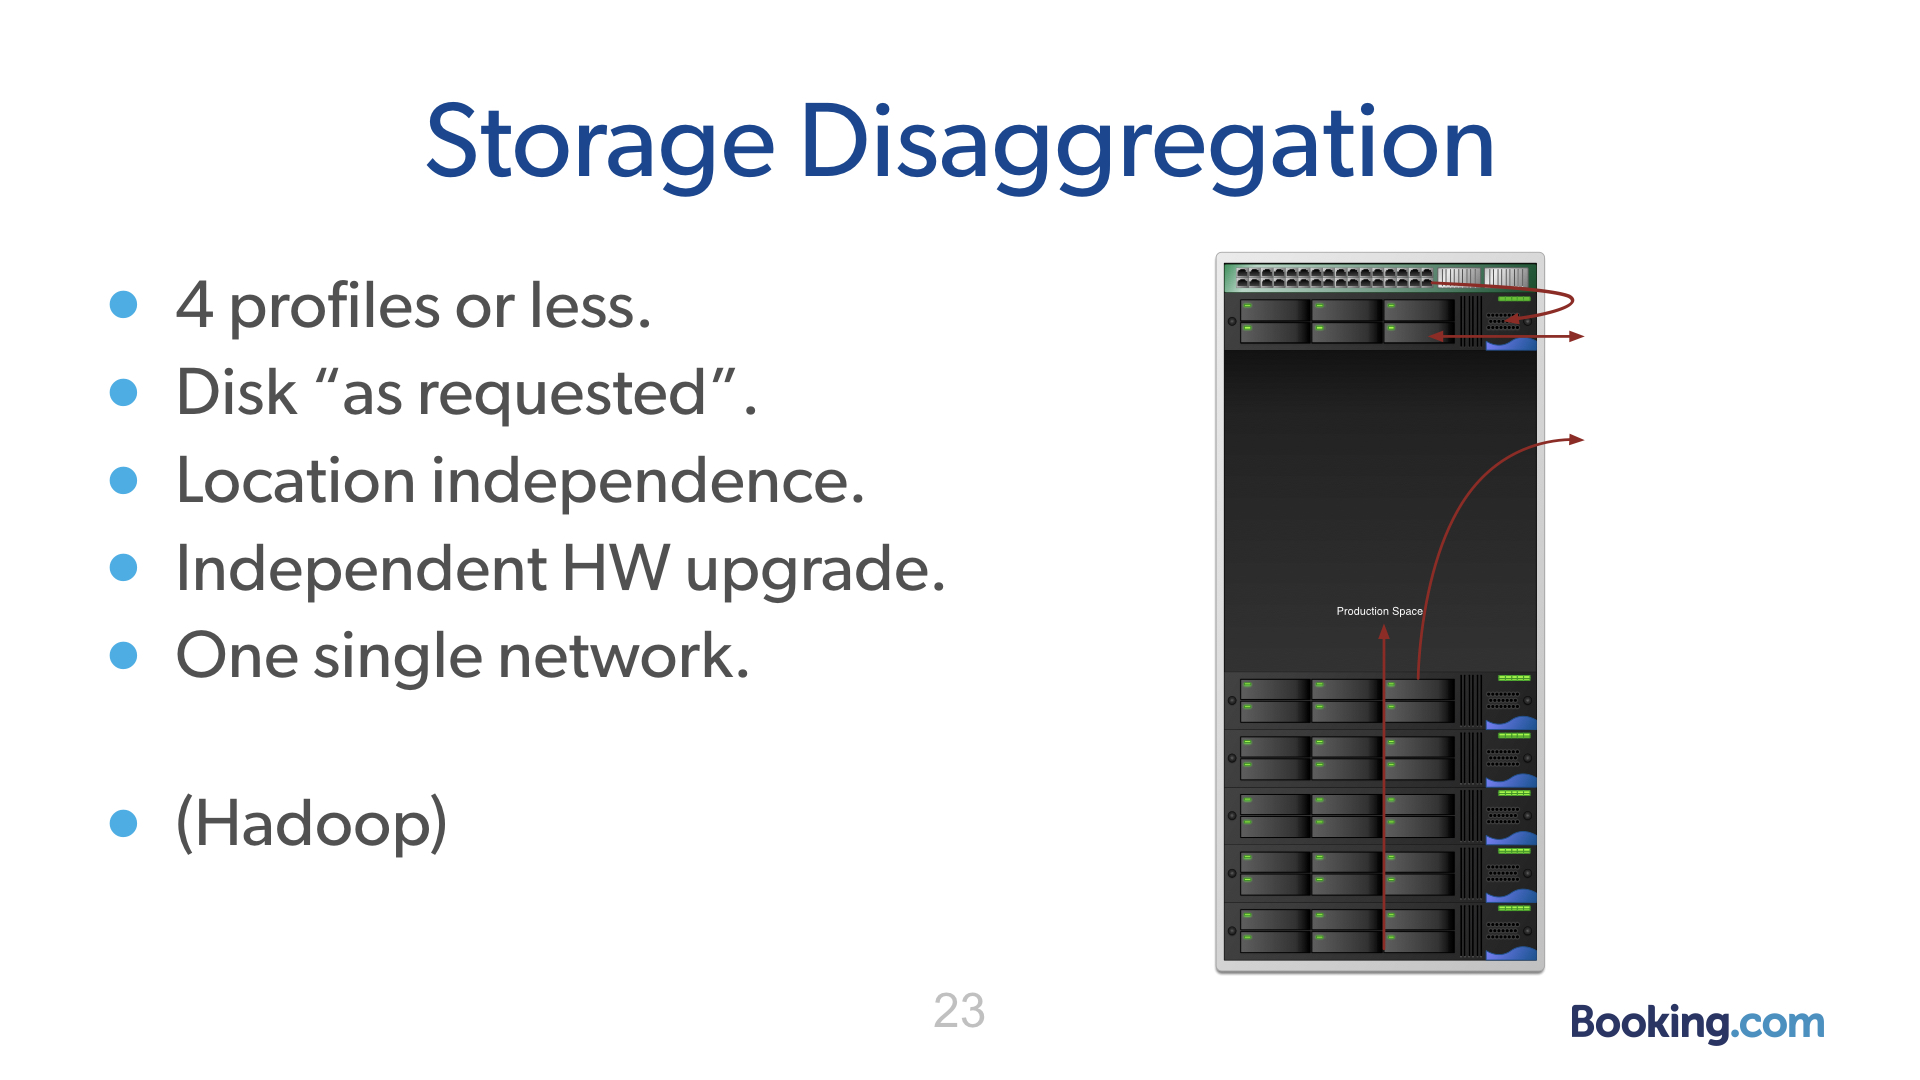 Storage Disaggregation
4 profiles or less.
Disk “as requested”.
Location independence.
Independent HW upgrade.
One single network.
(Hadoop)
Production Space
23
Booking.com